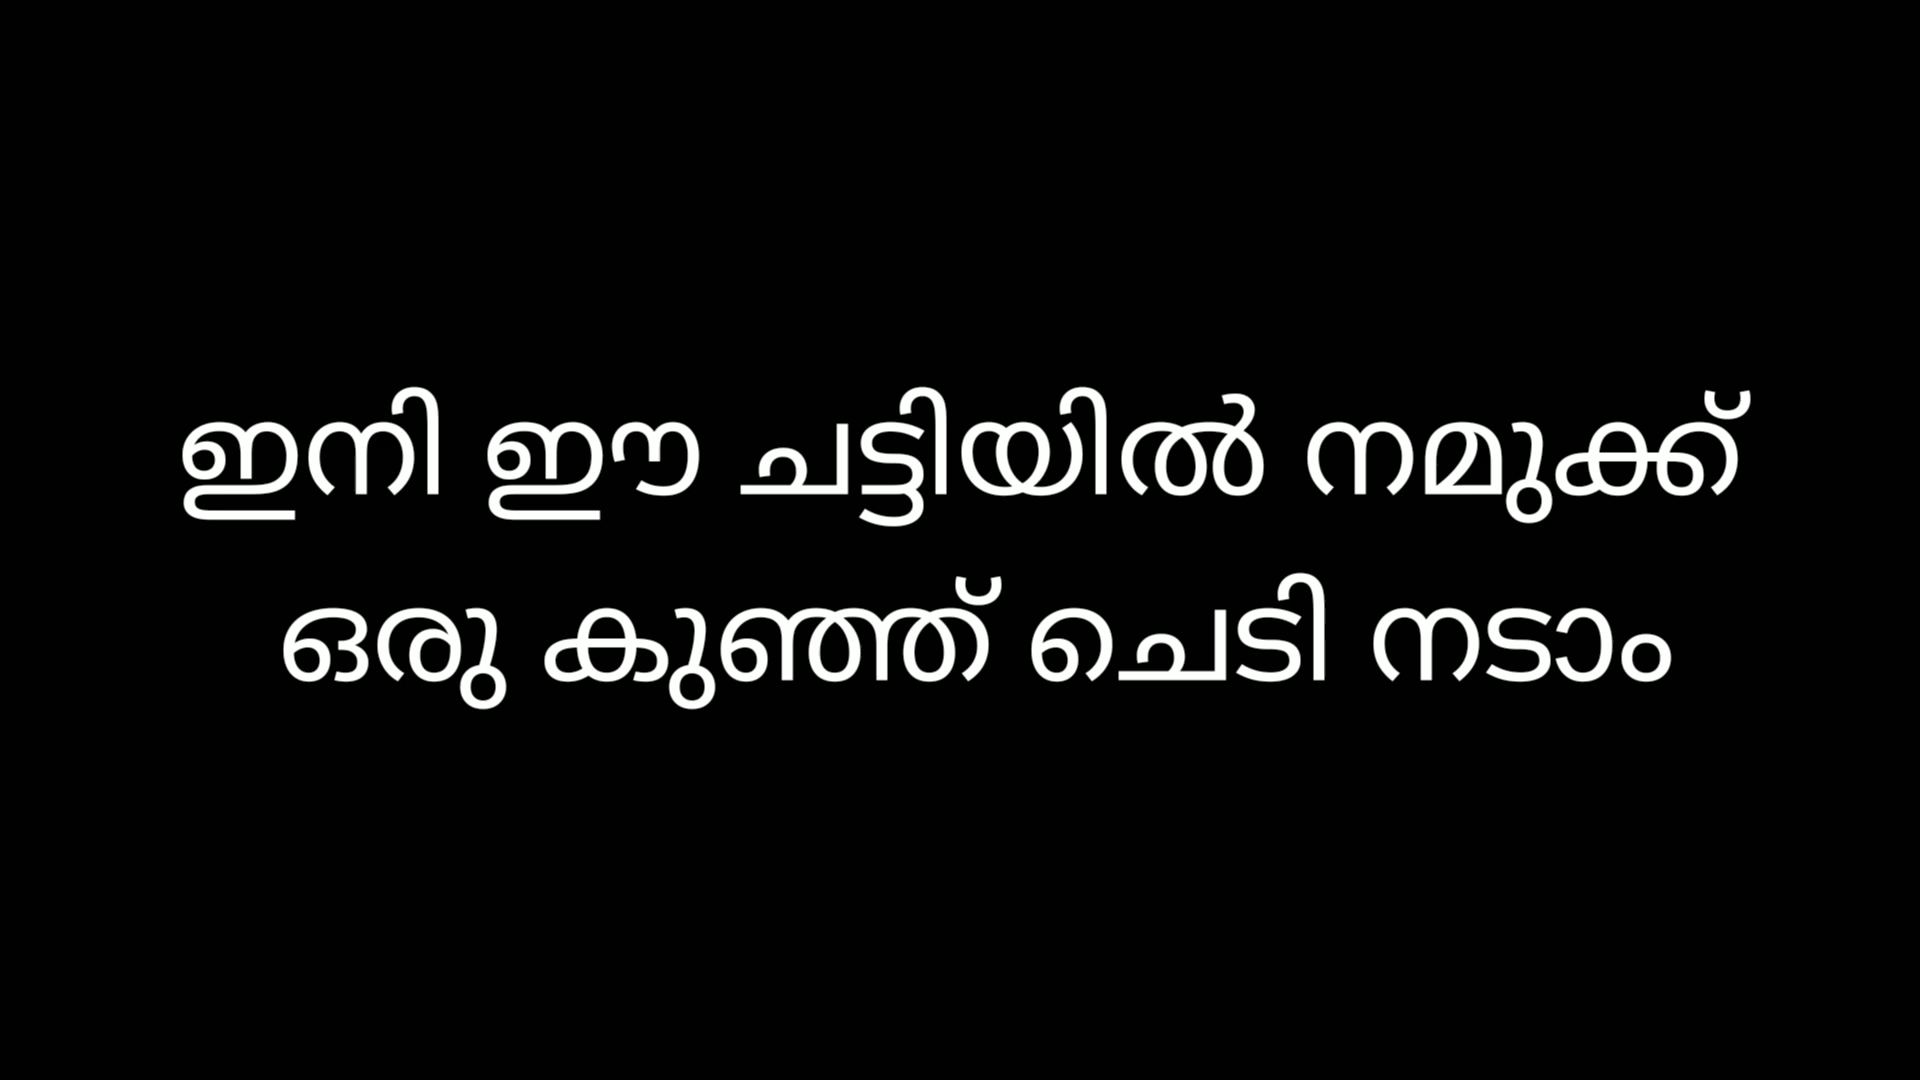 ഇനി ഈ ചട്ടിയിൽ നമുക്ക്
ഒരു കുഞ്ഞ് ചെടി നടാം